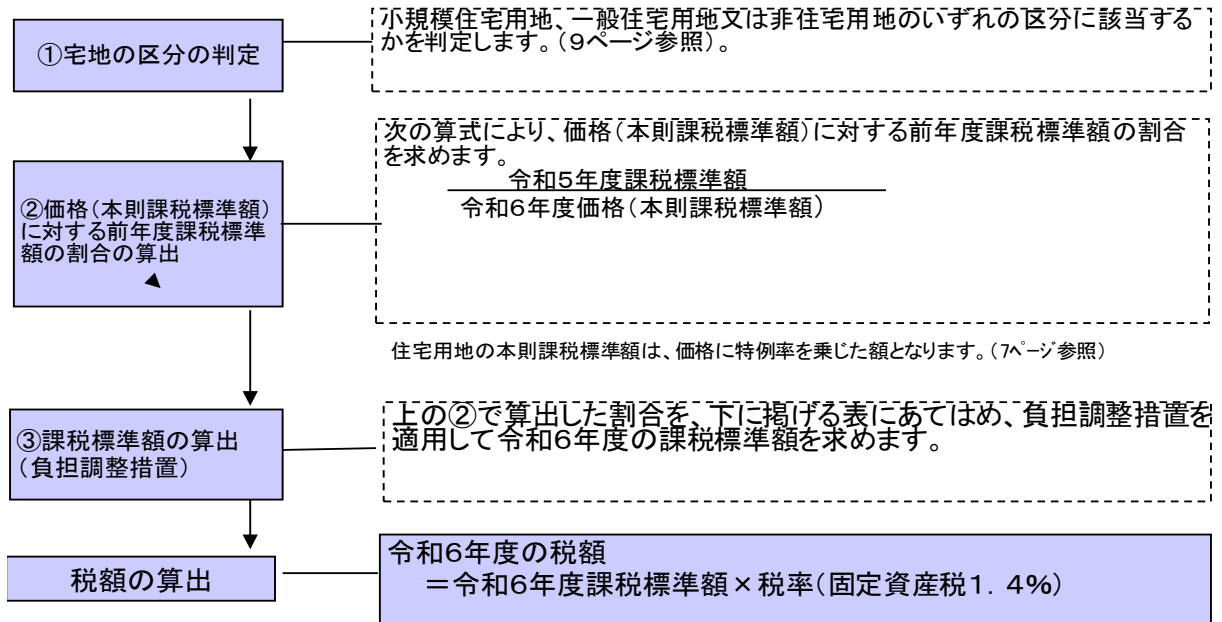 ①宅地の区分の判定
小規模住宅用地、一般住宅用地又は非住宅用地のいずれの区分に該当する
かを判定します。（９ページ参照）。
②価格（本則課税標準額）
に対する前年度課税標準
額の割合の算出
次の算式により、価格（本則課税標準額）に対する前年度課税標準額の割合
を求めます。
令和５年度課税標準額
令和６年度価格（本則課税標準額）
住宅用地の本則課税標準額は、価格に特例率を乗じた額となります。（7ﾍﾟｰｼﾞ参照）
③課税標準額の算出
（負担調整措置）
上の②で算出した割合を、下に掲げる表にあてはめ、負担調整措置を
適用して令和６年度の課税標準額を求めます。
税額の算出
令和６年度の税額
＝令和６年度課税標準額×税率（固定資産税１．４％）